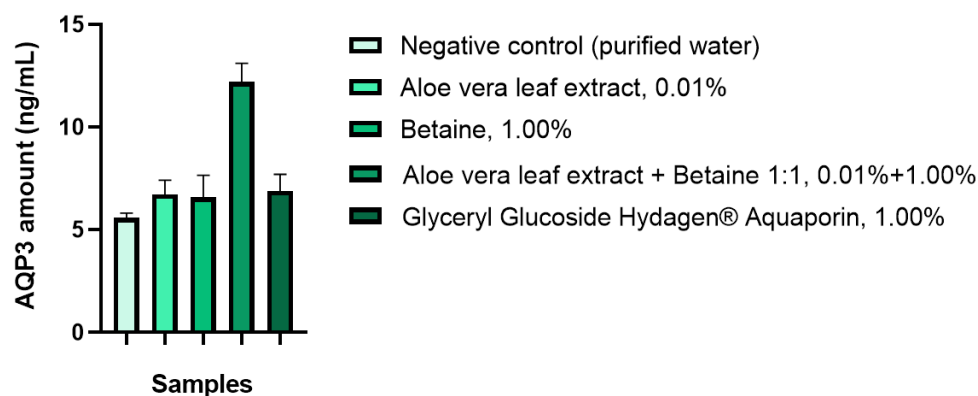 15
10
5
0
AQP3 amount (ng/mL)
Samples
Negative control (purified water)
Aloe vera leaf extract, 0.01%
Betaine, 1.00%
Aloe vera leaf extract + Betaine 1:1, 0.01%+1.00%
Glyceryl Glucoside Hydagen® Aquaporin, 1.00%